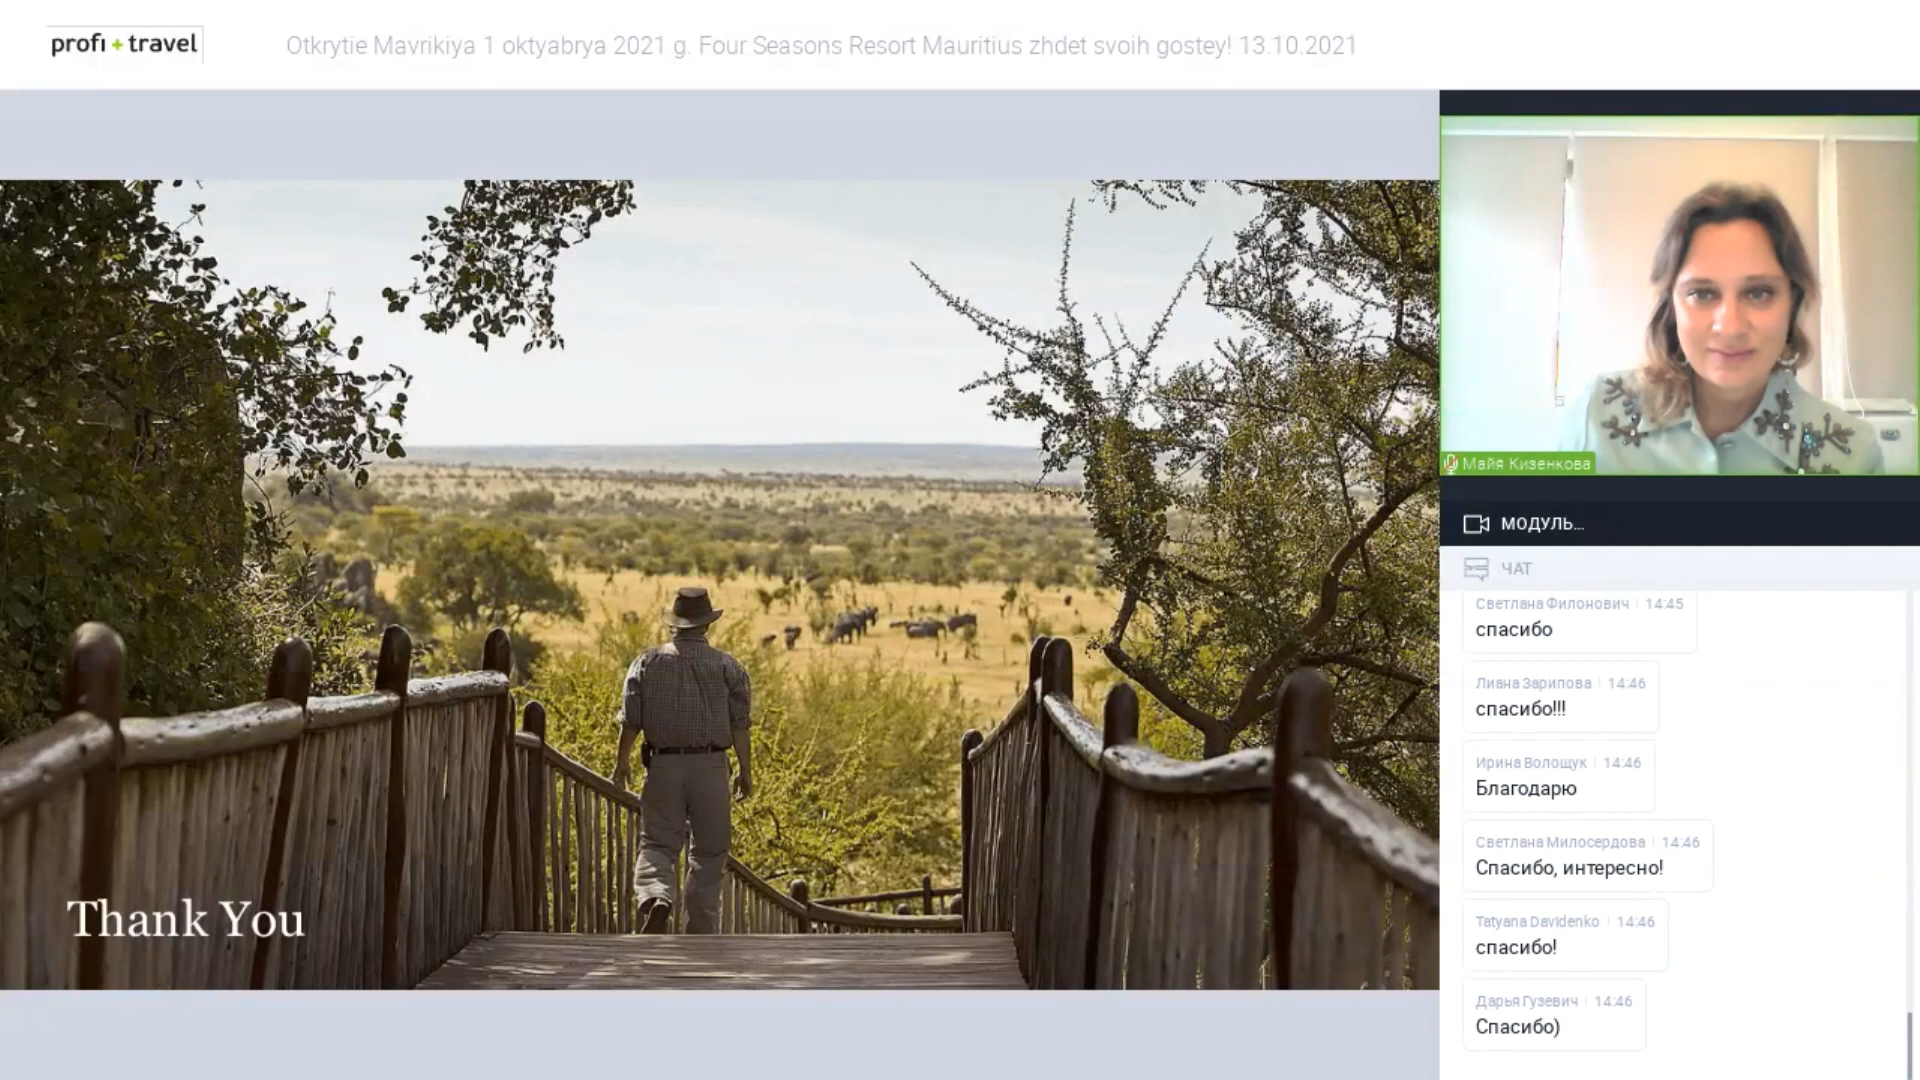 profi + travel
Otkrytie Mavrikiya 1 oktyabrya 2021 g. Four Seasons Resort Mauritius zhdet svoih gostey! 13.10.2021
Thank You
Майя Кизенкова
МОДУЛЬ...
ЧАТ
Светлана Филонович 14:45
спасибо
Лиана Зарипова 14:46
спасибо!!!
Ирина Волощук 14:46
Благодарю
Светлана Милосердова 14:46
Спасибо, интересно!
Tatyana Davidenko 14:46
спасибо!
Дарья Гузевич 14:46
Спасибо)